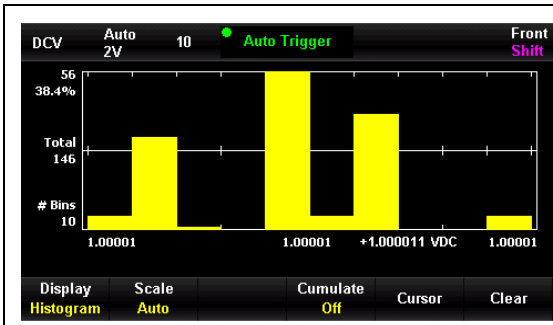 DCV Auto 2V 10 Auto Trigger Front Shift
56
38.4%
Total
146
# Bins
10
1.00001 1.00001 +1.000011 VDC 1.00001
Display Histogram
Scale Auto
Cumulate Off
Cursor
Clear